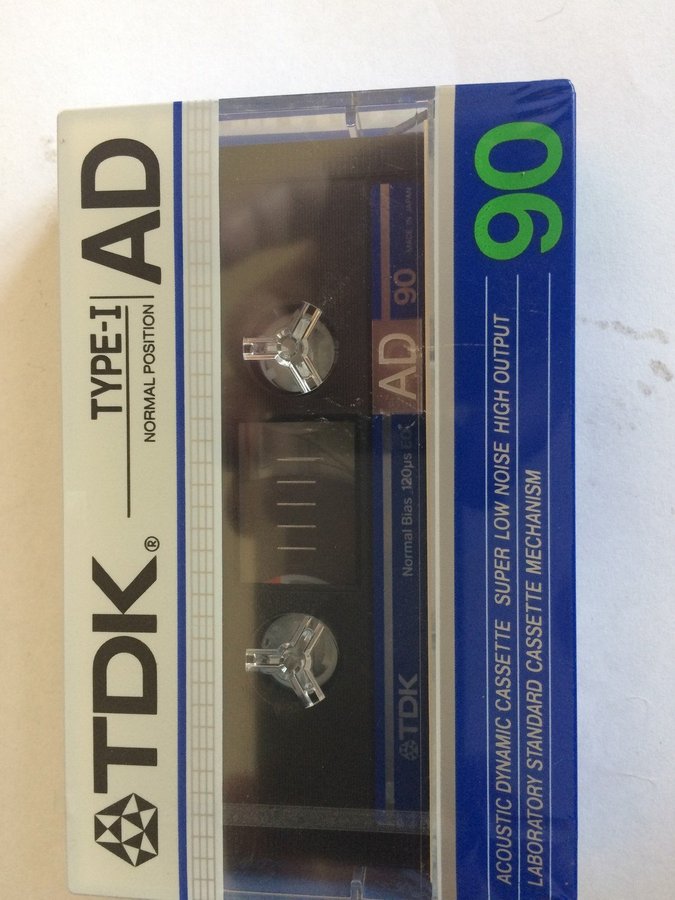 TDK® TYPE-I AD
NORMAL POSITION
TDK Normal Bias 120µs EQ AD 90 MADE IN JAPAN
ACOUSTIC DYNAMIC CASSETTE SUPER LOW NOISE HIGH OUTPUT 90
LABORATORY STANDARD CASSETTE MECHANISM